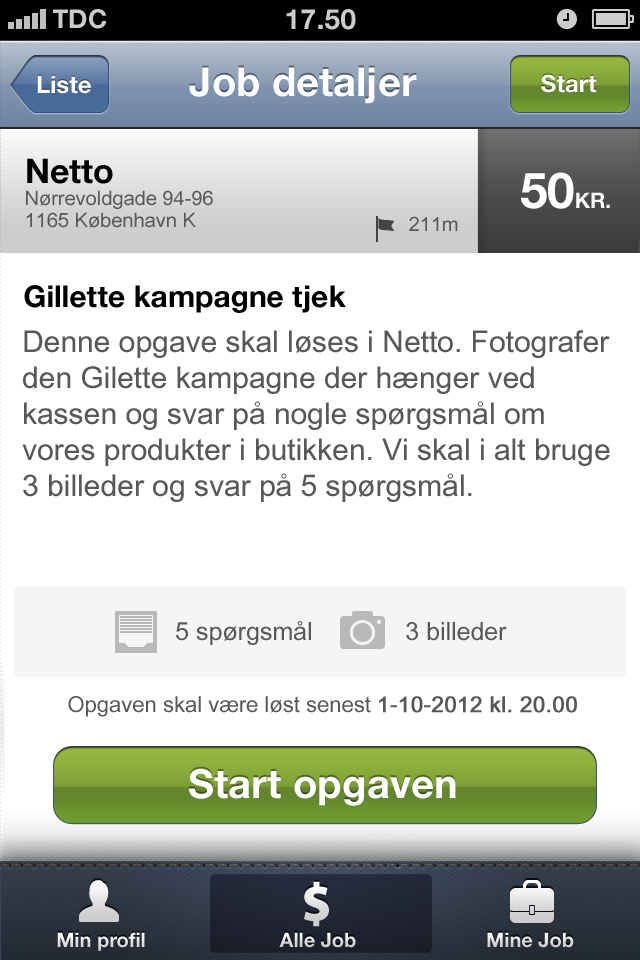 TDC 17.50
Liste Job detaljer Start
Netto
Nørrevoldgade 94-96
1165 København K
211m
50 KR.
Gillette kampagne tjek
Denne opgave skal løses i Netto. Fotografer
den Gilette kampagne der hænger ved
kassen og svar på nogle spørgsmål om
vores produkter i butikken. Vi skal i alt bruge
3 billeder og svar på 5 spørgsmål.
5 spørgsmål 3 billeder
Opgaven skal være løst senest 1-10-2012 kl. 20.00
Start opgaven
Min profil Alle Job Mine Job